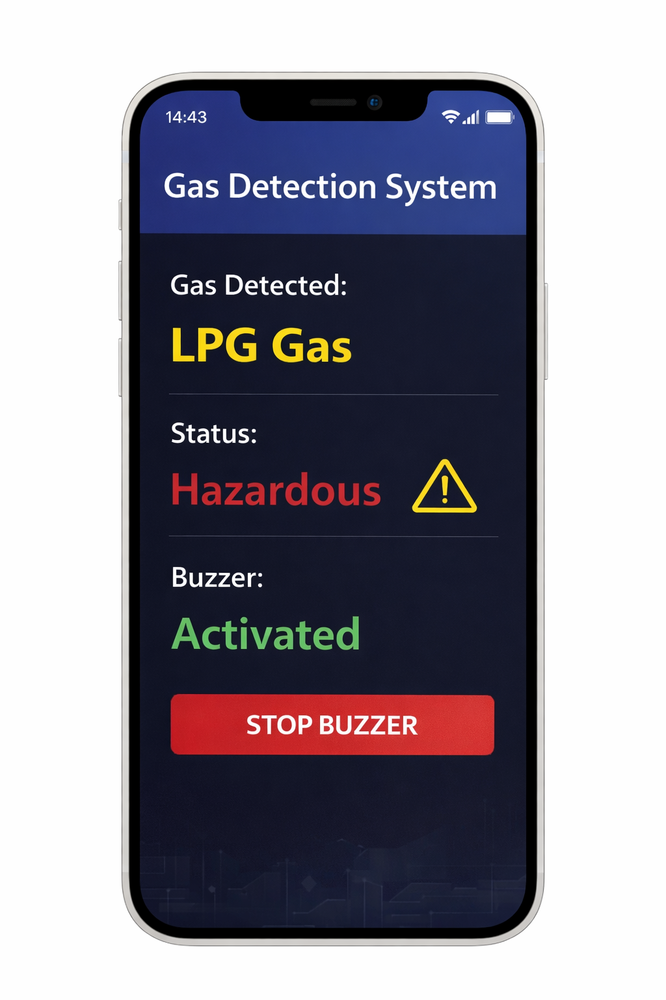 14:43
Gas Detection System
Gas Detected:
LPG Gas
Status:
Hazardous
Buzzer:
Activated
STOP BUZZER